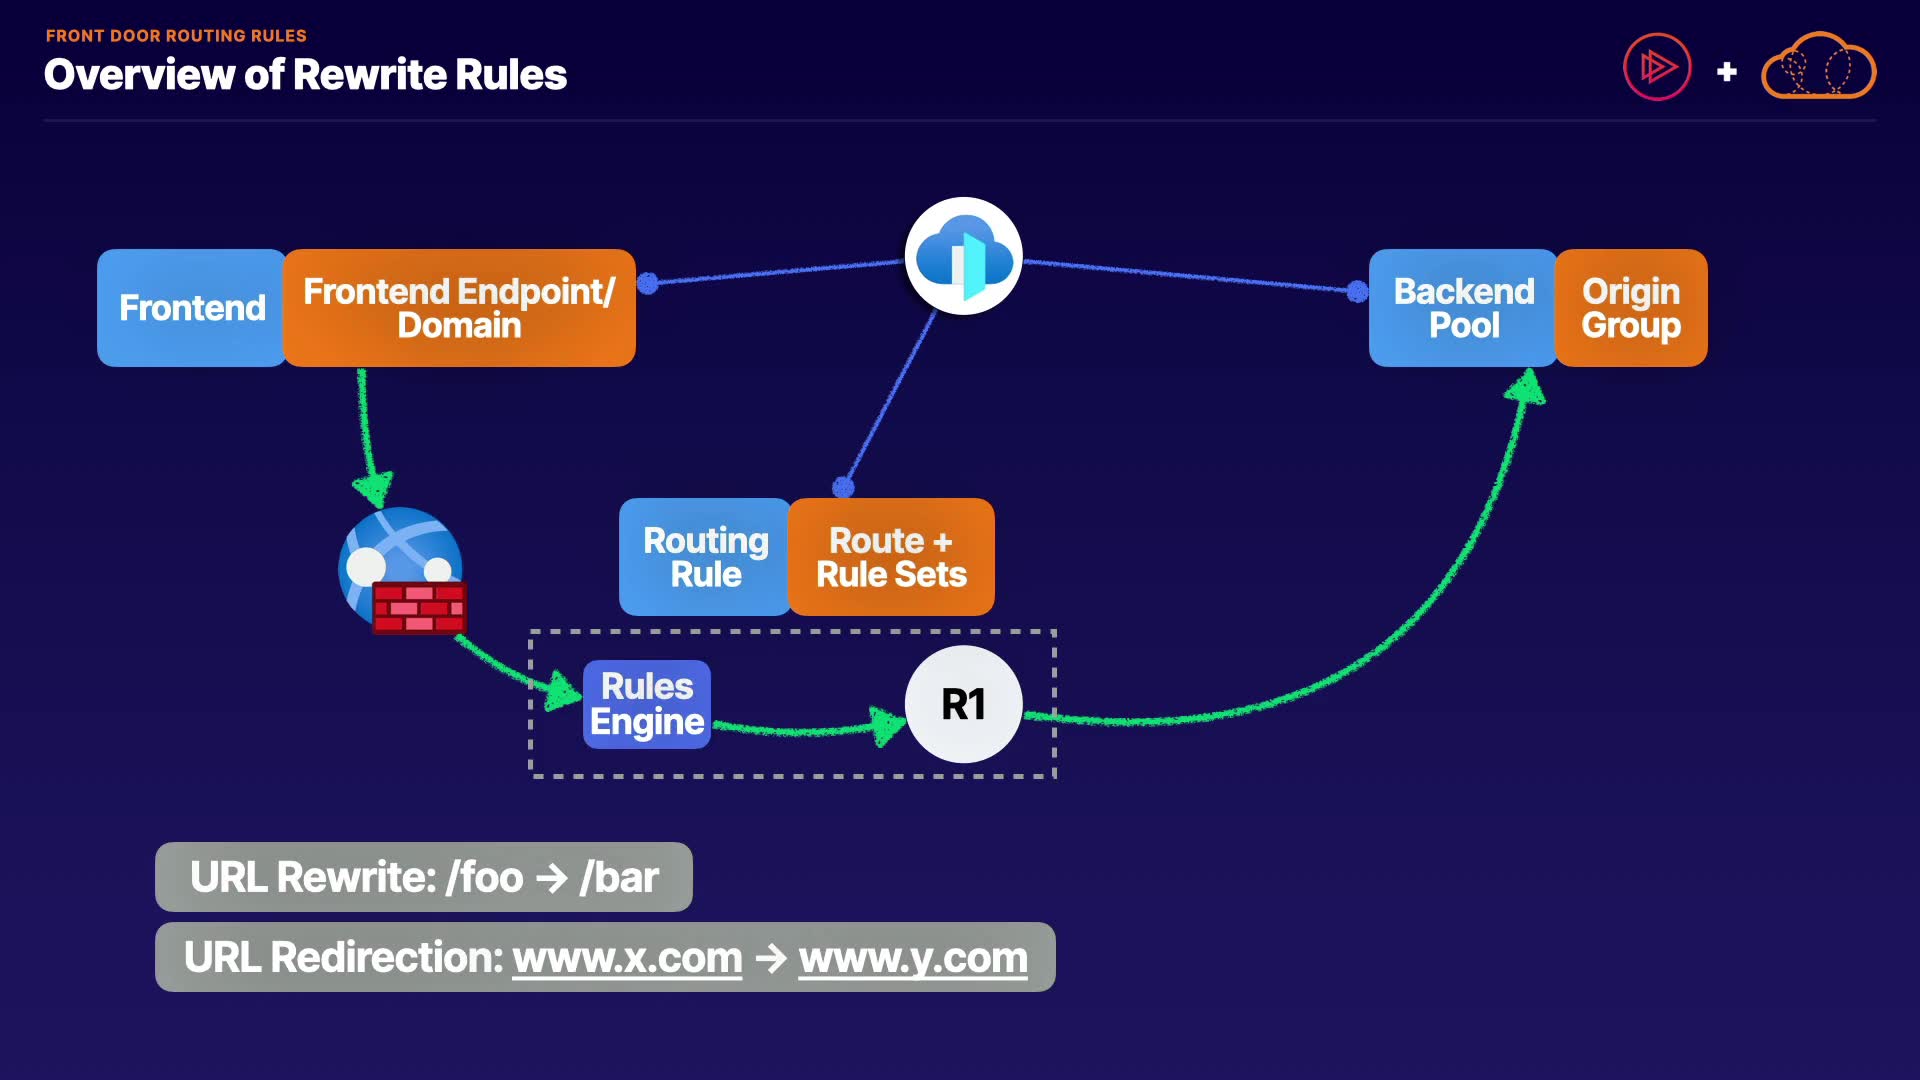 FRONT DOOR ROUTING RULES
Overview of Rewrite Rules
+
Frontend
Frontend Endpoint/
Domain
Backend
Pool
Origin
Group
Routing
Rule
Route +
Rule Sets
Rules
Engine
R1
URL Rewrite: /foo → /bar
URL Redirection: www.x.com → www.y.com